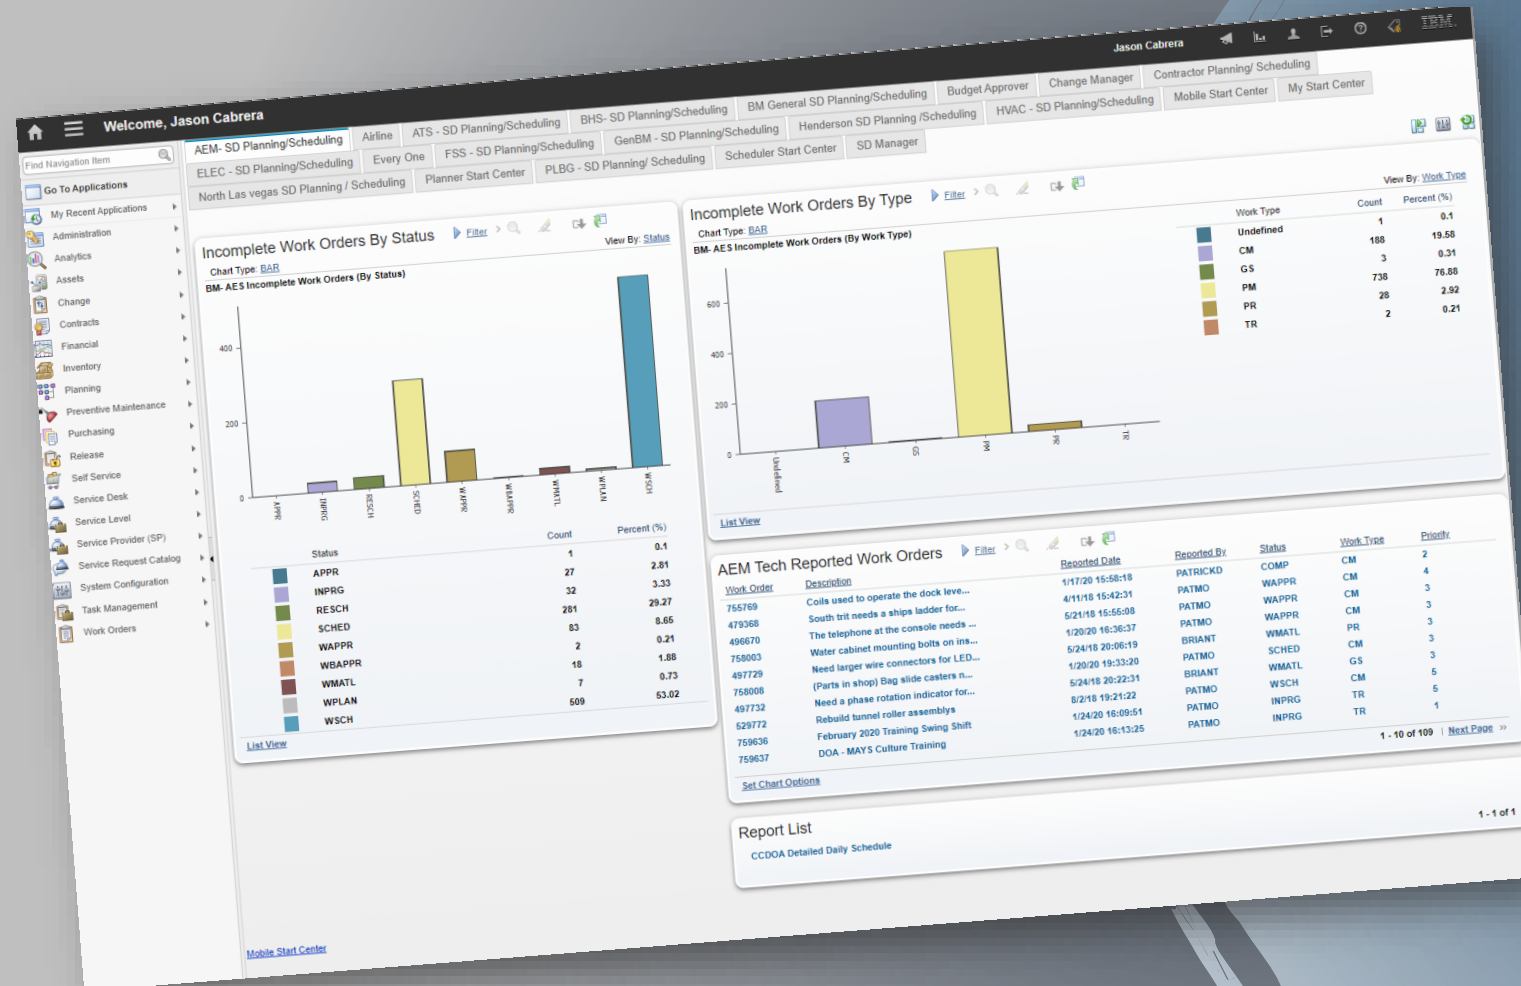 Jason Cabrera
IBM
Welcome, Jason Cabrera
AEM- SD Planning/Scheduling
Airline
ATS - SD Planning/Scheduling
BHS- SD Planning/Scheduling
BM General SD Planning/Scheduling
Budget Approver
Change Manager
Contractor Planning/ Scheduling
ELEC - SD Planning/Scheduling
Every One
FSS - SD Planning/Scheduling
GenBM - SD Planning/Scheduling
Henderson SD Planning /Scheduling
HVAC - SD Planning/Scheduling
Mobile Start Center
My Start Center
North Las vegas SD Planning / Scheduling
Planner Start Center
PLBG - SD Planning/ Scheduling
Scheduler Start Center
SD Manager
Find Navigation Item
Go To Applications
My Recent Applications
Administration
Analytics
Assets
Change
Contracts
Financial
Inventory
Planning
Preventive Maintenance
Purchasing
Release
Self Service
Service Desk
Service Level
Service Provider (SP)
Service Request Catalog
System Configuration
Task Management
Work Orders
Incomplete Work Orders By Status
Filter
Chart Type: BAR
View By: Status
BM- AES Incomplete Work Orders (By Status)
400
200
0
APPR
INPRG
RESCH
SCHED
WAPPR
WBAPPR
WMATL
WPLAN
WSCH
Status Count Percent (%)
APPR 1 0.1
INPRG 27 2.81
RESCH 32 3.33
SCHED 281 29.27
WAPPR 83 8.65
WBAPPR 2 0.21
WMATL 18 1.88
WPLAN 7 0.73
WSCH 509 53.02
List View
Incomplete Work Orders By Type
Filter
Chart Type: BAR
View By: Work Type
BM- AES Incomplete Work Orders (By Work Type)
600
400
200
0
Undefined
CM
GS
PM
PR
TR
Work Type Count Percent (%)
Undefined 1 0.1
CM 188 19.58
GS 3 0.31
PM 738 76.88
PR 28 2.92
TR 2 0.21
List View
AEM Tech Reported Work Orders
Filter
Work Order Description Reported Date Reported By Status Work Type Priority
755769 Coils used to operate the dock leve... 1/17/20 15:58:18 PATRICKD COMP CM 2
479368 South trit needs a ships ladder for... 4/11/18 15:42:31 PATMO WAPPR CM 4
496670 The telephone at the console needs ... 5/21/18 15:55:08 PATMO WAPPR CM 3
758003 Water cabinet mounting bolts on ins... 1/20/20 16:36:37 PATMO WAPPR CM 3
497729 Need larger wire connectors for LED... 5/24/18 20:06:19 BRIANT WMATL PR 3
758008 (Parts in shop) Bag slide casters n... 1/20/20 19:33:20 PATMO SCHED CM 3
497732 Need a phase rotation indicator for... 5/24/18 20:22:31 BRIANT WMATL GS 3
529772 Rebuild tunnel roller assemblys 8/2/18 19:21:22 PATMO WSCH CM 5
759636 February 2020 Training Swing Shift 1/24/20 16:09:51 PATMO INPRG TR 5
759637 DOA - MAYS Culture Training 1/24/20 16:13:25 PATMO INPRG TR 1
1 - 10 of 109 | Next Page
Set Chart Options
Report List
1 - 1 of 1
CCDOA Detailed Daily Schedule
Mobile Start Center